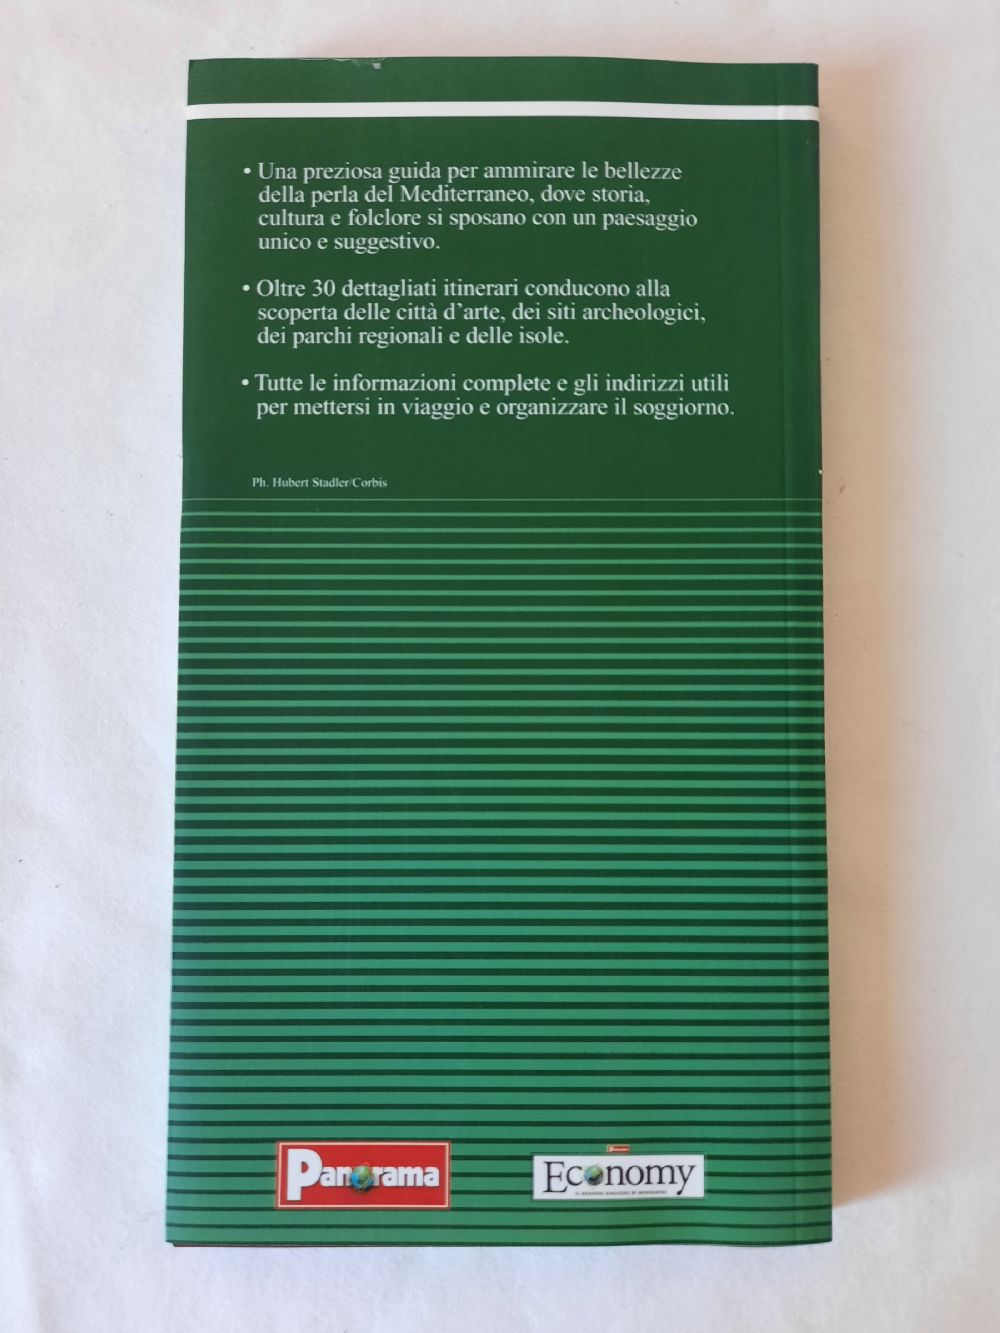 • Una preziosa guida per ammirare le bellezze
della perla del Mediterraneo, dove storia,
cultura e folclore si sposano con un paesaggio
unico e suggestivo.
• Oltre 30 dettagliati itinerari conducono alla
scoperta delle città d'arte, dei siti archeologici,
dei parchi regionali e delle isole.
• Tutte le informazioni complete e gli indirizzi utili
per mettersi in viaggio e organizzare il soggiorno.
Ph. Hubert Stadler/Corbis
Panorama
Economy